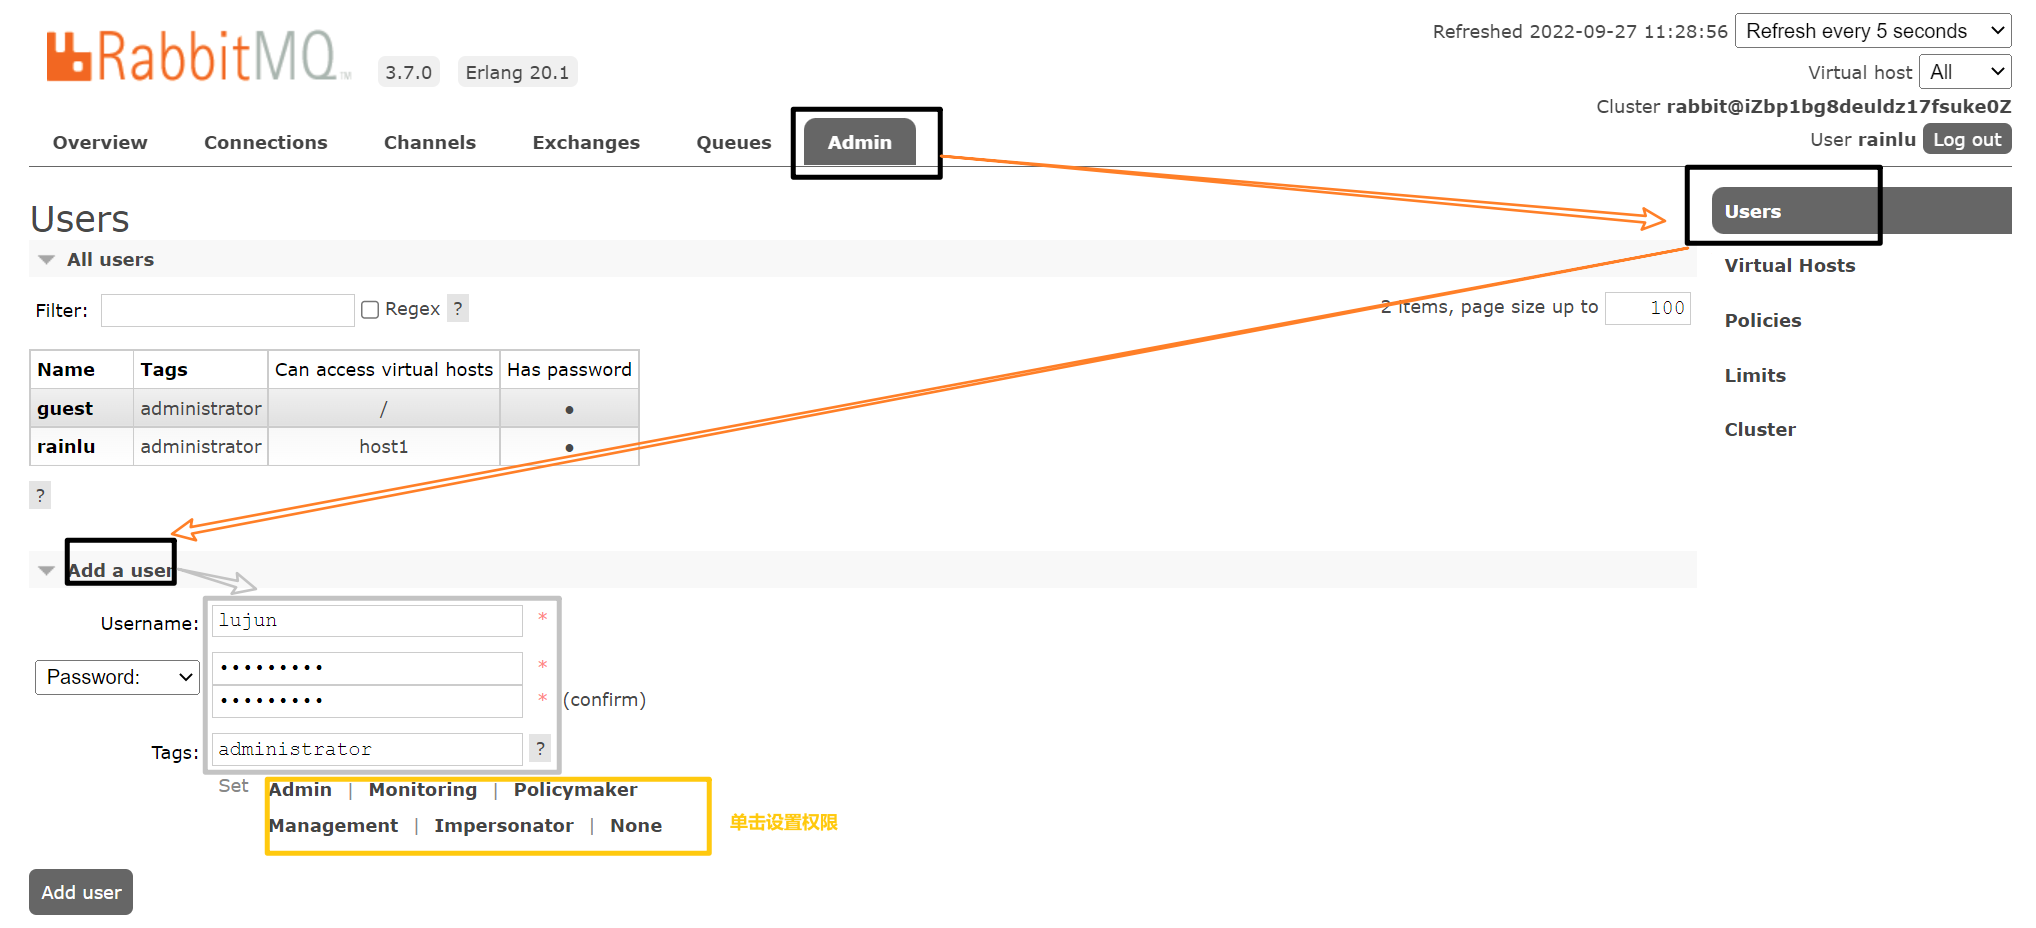 RabbitMQ TM 3.7.0 Erlang 20.1
Refreshed 2022-09-27 11:28:56 Refresh every 5 seconds
Virtual host All
Cluster rabbit@iZbp1bg8deuldz17fsuke0Z
User rainlu Log out
Overview Connections Channels Exchanges Queues Admin
Users
Virtual Hosts
Policies
Limits
Cluster
Users
All users
Filter: Regex ? 2 items, page size up to 100
Name Tags Can access virtual hosts Has password
guest administrator / ●
rainlu administrator host1 ●
?
Add a user
Username: lujun *
Password: ••••••••• *
••••••••• * (confirm)
Tags: administrator ?
Set Admin | Monitoring | Policymaker
Management | Impersonator | None
单击设置权限
Add user